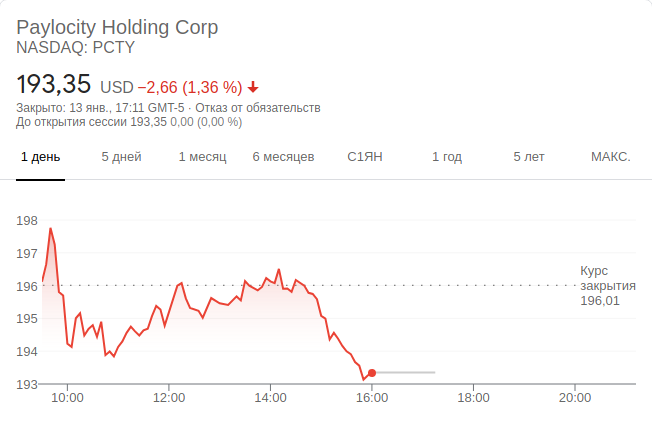 Paylocity Holding Corp
NASDAQ: PCTY
193,35 USD −2,66 (1,36 %)
Закрыто: 13 янв., 17:11 GMT-5 · Отказ от обязательств
До открытия сессии 193,35 0,00 (0,00 %)
1 день 5 дней 1 месяц 6 месяцев С1ЯН 1 год 5 лет МАКС.
198
197
196
195
194
193
Курс
закрытия
196,01
10:00 12:00 14:00 16:00 18:00 20:00